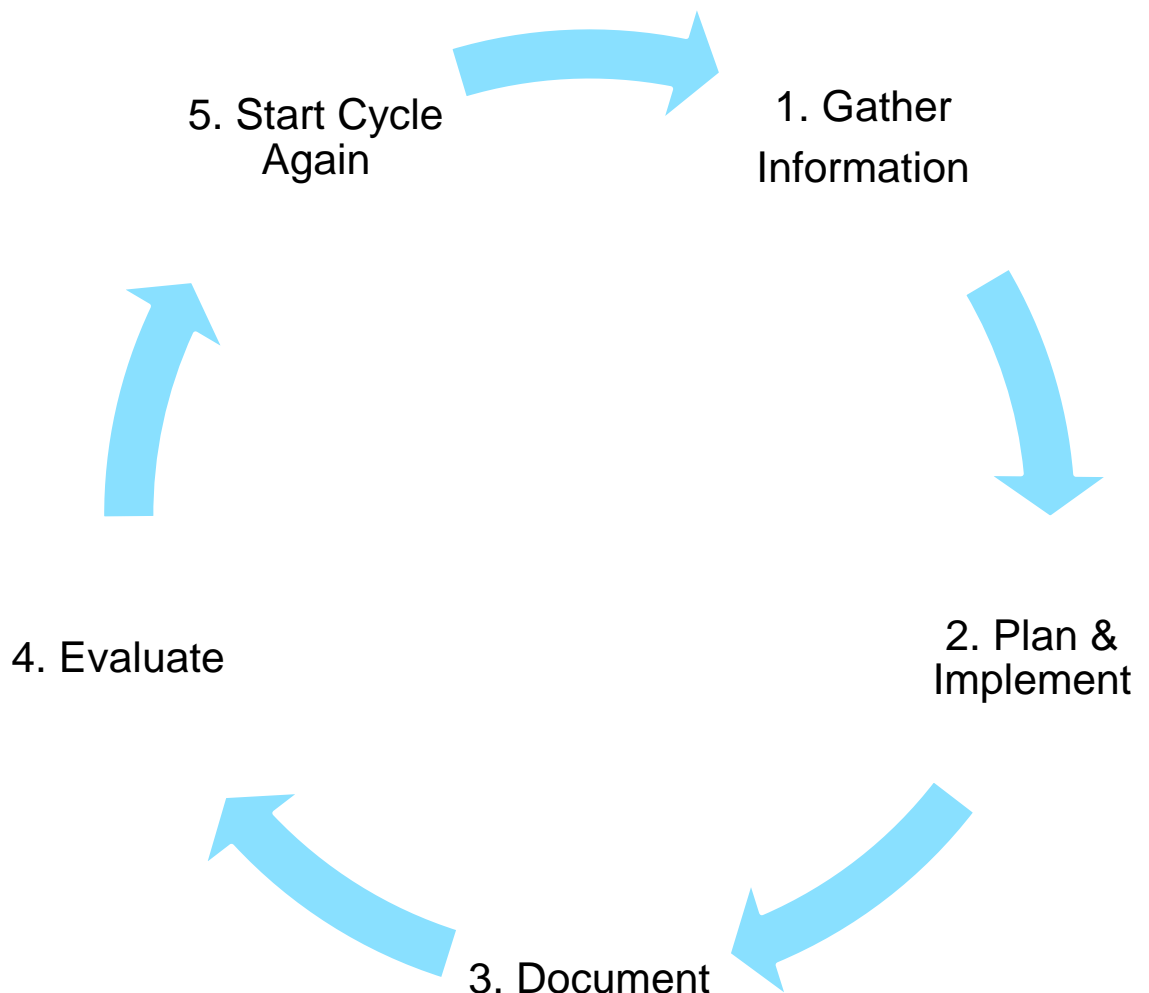 1. Gather
Information
2. Plan &
Implement
3. Document
4. Evaluate
5. Start Cycle
Again